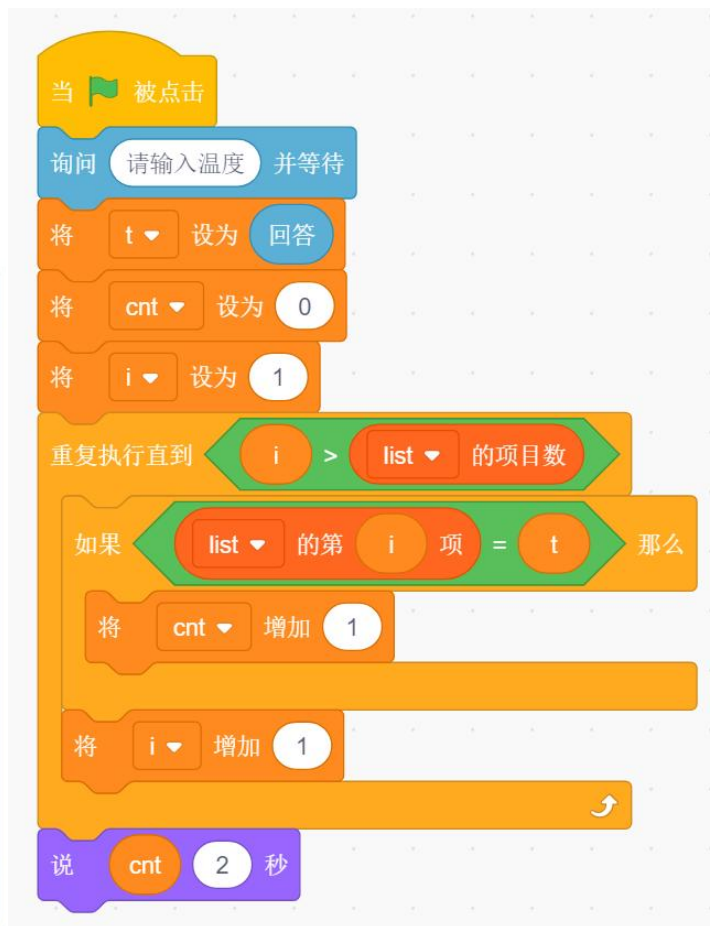 当 被点击
询问 请输入温度 并等待
将 t 设为 回答
将 cnt 设为 0
将 i 设为 1
重复执行直到 i > list 的项目数
如果 list 的第 i 项 = t 那么
将 cnt 增加 1
将 i 增加 1
说 cnt 2 秒